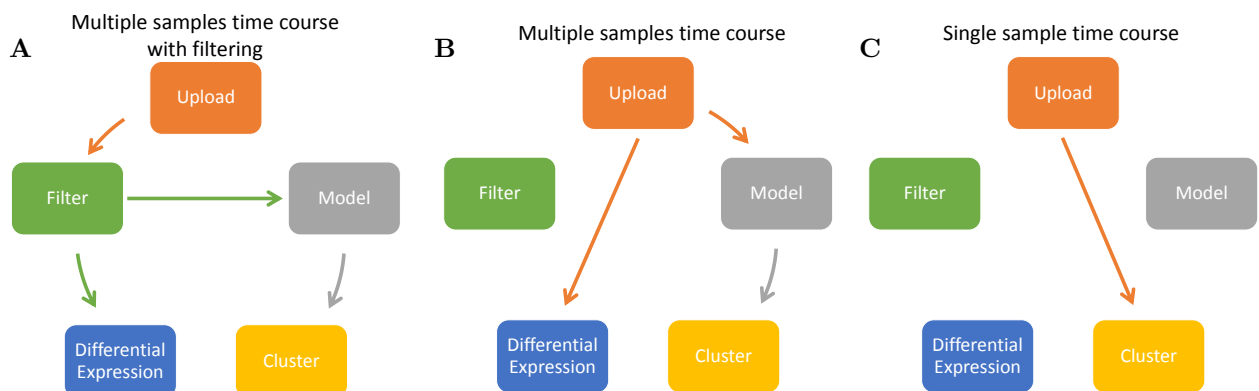 A
Multiple samples time course
with filtering
Upload
Filter
Model
Differential
Expression
Cluster
B
Multiple samples time course
Upload
Filter
Model
Differential
Expression
Cluster
C
Single sample time course
Upload
Filter
Model
Differential
Expression
Cluster